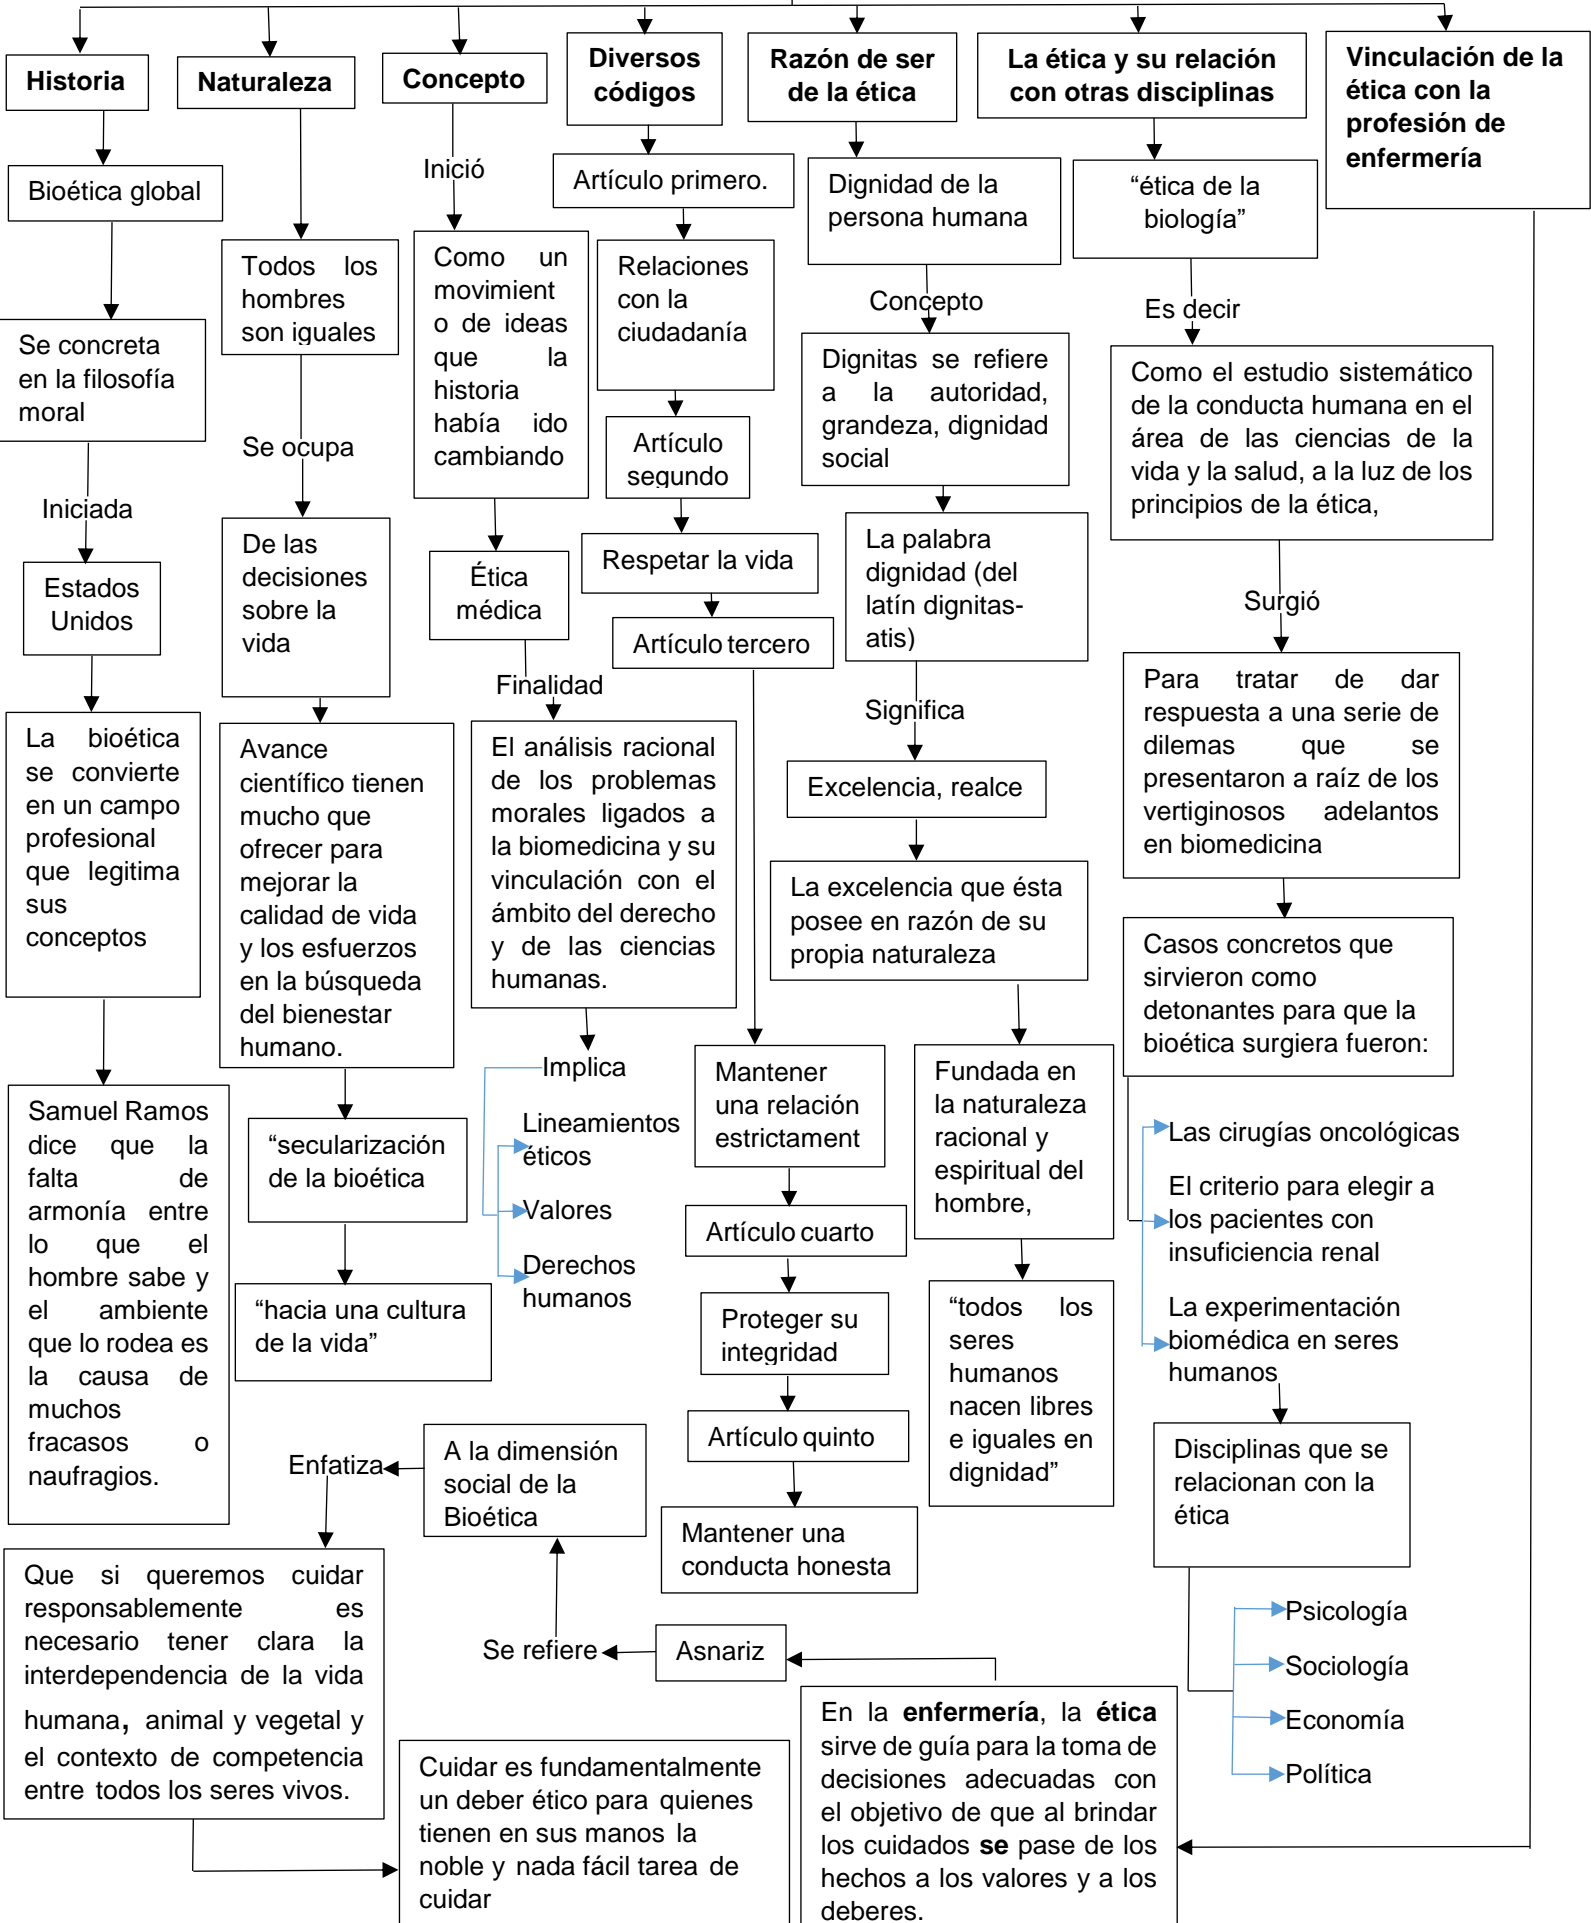 Historia
Naturaleza
Concepto
Diversos
códigos
Razón de ser
de la ética
La ética y su relación
con otras disciplinas
Vinculación de la
ética con la
profesión de
enfermería
Bioética global
Se concreta
en la filosofía
moral
Iniciada
Estados
Unidos
La bioética
se convierte
en un campo
profesional
que legitima
sus
conceptos
Samuel Ramos
dice que la
falta de
armonía entre
lo que el
hombre sabe y
el ambiente
que lo rodea es
la causa de
muchos
fracasos o
naufragios.
Todos los
hombres
son iguales
Se ocupa
De las
decisiones
sobre la
vida
Avance
científico tienen
mucho que
ofrecer para
mejorar la
calidad de vida
y los esfuerzos
en la búsqueda
del bienestar
humano.
“secularización
de la bioética
“hacia una cultura
de la vida”
Inició
Como un
movimient
o de ideas
que la
historia
había ido
cambiando
Ética
médica
Finalidad
El análisis racional
de los problemas
morales ligados a
la biomedicina y su
vinculación con el
ámbito del derecho
y de las ciencias
humanas.
Implica
Lineamientos
éticos
Valores
Derechos
humanos
Artículo primero.
Relaciones
con la
ciudadanía
Artículo
segundo
Respetar la vida
Artículo tercero
Mantener
una relación
estrictament
Artículo cuarto
Proteger su
integridad
Artículo quinto
Mantener una
conducta honesta
Dignidad de la
persona humana
Concepto
Dignitas se refiere
a la autoridad,
grandeza, dignidad
social
La palabra
dignidad (del
latín dignitas-
atis)
Significa
Excelencia, realce
La excelencia que ésta
posee en razón de su
propia naturaleza
Fundada en
la naturaleza
racional y
espiritual del
hombre,
“todos los
seres
humanos
nacen libres
e iguales en
dignidad”
“ética de la
biología”
Es decir
Como el estudio sistemático
de la conducta humana en el
área de las ciencias de la
vida y la salud, a la luz de los
principios de la ética,
Surgió
Para tratar de dar
respuesta a una serie de
dilemas que se
presentaron a raíz de los
vertiginosos adelantos
en biomedicina
Casos concretos que
sirvieron como
detonantes para que la
bioética surgiera fueron:
Las cirugías oncológicas
El criterio para elegir a
los pacientes con
insuficiencia renal
La experimentación
biomédica en seres
humanos
Disciplinas que se
relacionan con la
ética
Psicología
Sociología
Economía
Política
En la enfermería, la ética
sirve de guía para la toma de
decisiones adecuadas con
el objetivo de que al brindar
los cuidados se pase de los
hechos a los valores y a los
deberes.
Asnariz
Se refiere
A la dimensión
social de la
Bioética
Enfatiza
Que si queremos cuidar
responsablemente es
necesario tener clara la
interdependencia de la vida
humana, animal y vegetal y
el contexto de competencia
entre todos los seres vivos.
Cuidar es fundamentalmente
un deber ético para quienes
tienen en sus manos la
noble y nada fácil tarea de
cuidar